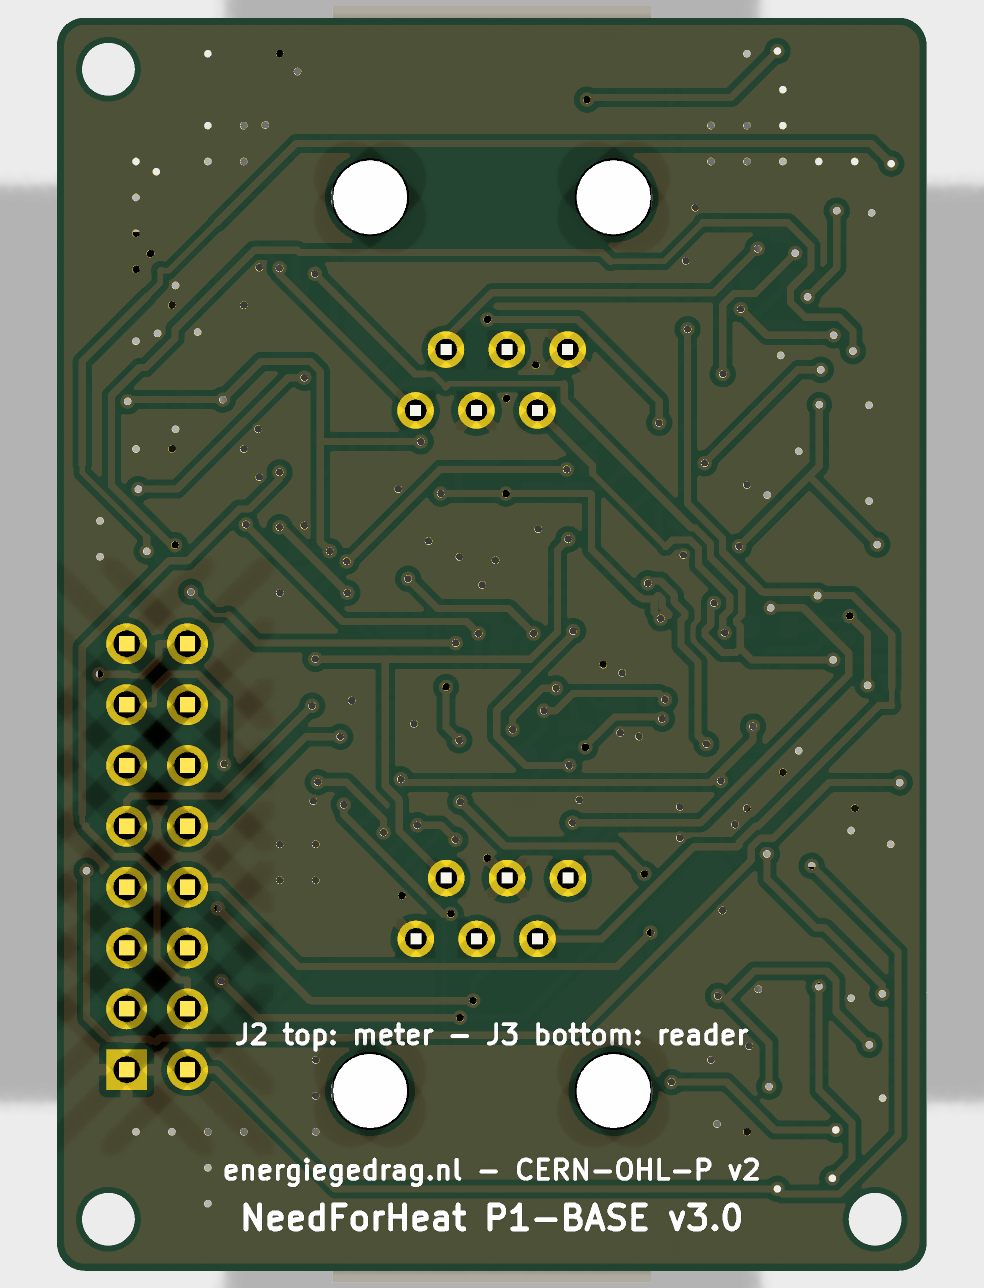 J2 top: meter – J3 bottom: reader
energiegedrag.nl – CERN–OHL–P v2
NeedForHeat P1–BASE v3.0